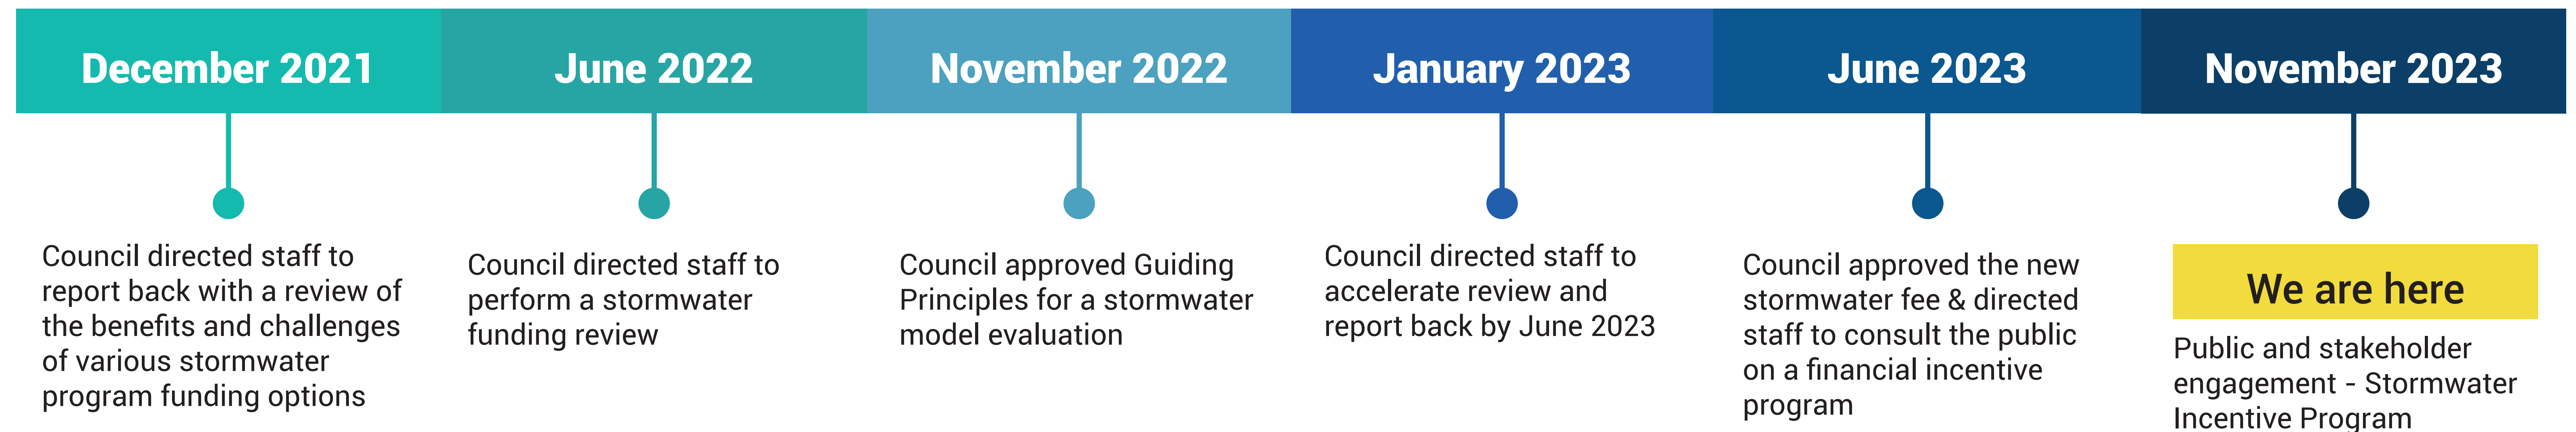 December 2021
June 2022
November 2022
January 2023
June 2023
November 2023
Council directed staff to
report back with a review of
the benefits and challenges
of various stormwater
program funding options
Council directed staff to
perform a stormwater
funding review
Council approved Guiding
Principles for a stormwater
model evaluation
Council directed staff to
accelerate review and
report back by June 2023
Council approved the new
stormwater fee & directed
staff to consult the public
on a financial incentive
program
We are here
Public and stakeholder
engagement - Stormwater
Incentive Program